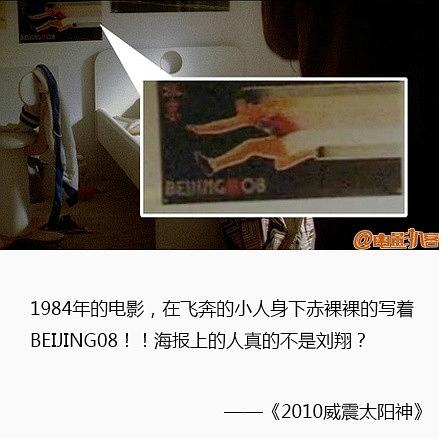 BEIJING08
@电通扒客
1984年的电影，在飞奔的小人身下赤裸裸的写着
BEIJING08！！海报上的人真的不是刘翔？
——《2010威震太阳神》